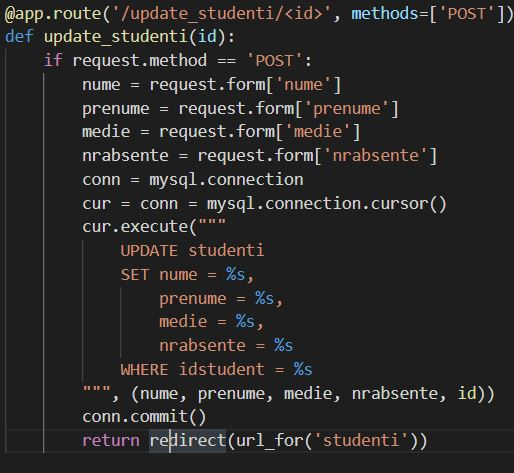 @app.route('/update_studenti/<id>', methods=['POST'])
def update_studenti(id):
    if request.method == 'POST':
        nume = request.form['nume']
        prenume = request.form['prenume']
        medie = request.form['medie']
        nrabsente = request.form['nrabsente']
        conn = mysql.connection
        cur = conn = mysql.connection.cursor()
        cur.execute("""
            UPDATE studenti
            SET nume = %s,
                prenume = %s,
                medie = %s,
                nrabsente = %s
            WHERE idstudent = %s
        """, (nume, prenume, medie, nrabsente, id))
        conn.commit()
        return redirect(url_for('studenti'))